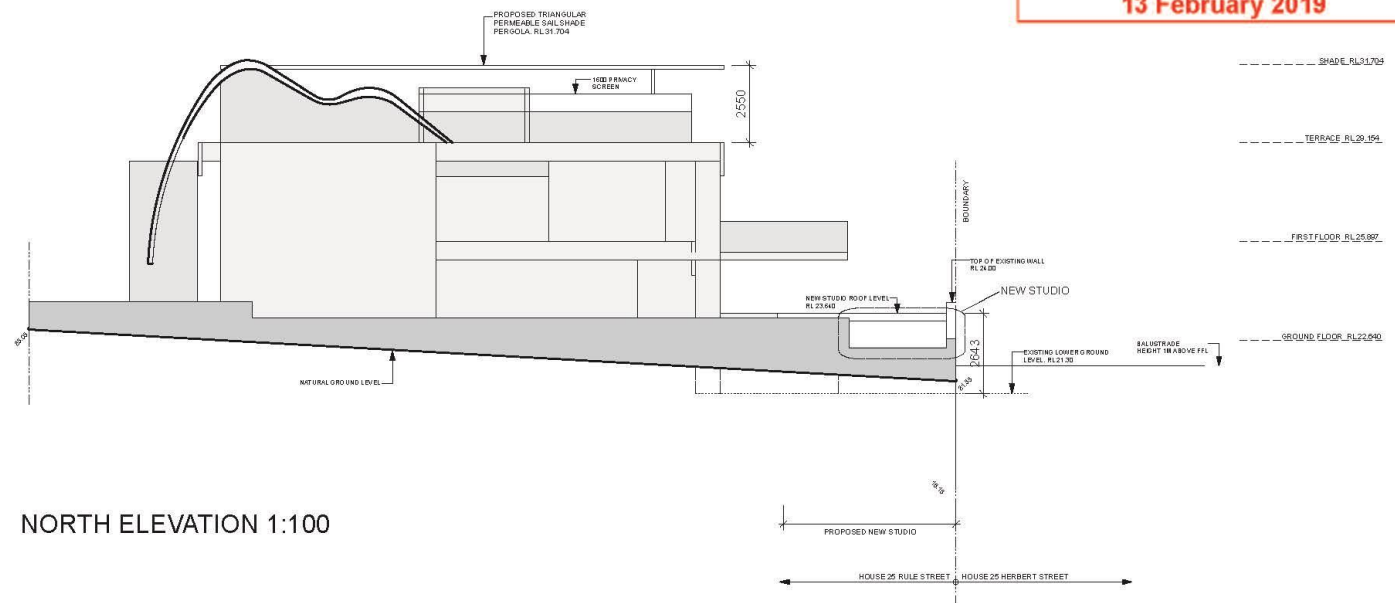 13 February 2019
PROPOSED TRIANGULAR
PERMEABLE SAIL SHADE
PERGOLA. RL31.704
SHADE RL31.704
1600 PRIVACY
SCREEN
2550
TERRACE RL29.154
BOUNDARY
FIRST FLOOR RL25.897
TOP OF EXISTING WALL
RL 24.00
NEW STUDIO
NEW STUDIO ROOF LEVEL
RL 23.640
GROUND FLOOR RL22.640
2643
EXISTING LOWER GROUND
LEVEL. RL21.30
BALUSTRADE
HEIGHT 1M ABOVE FFL
NATURAL GROUND LEVEL
NORTH ELEVATION 1:100
PROPOSED NEW STUDIO
HOUSE 25 RULE STREET
HOUSE 25 HERBERT STREET